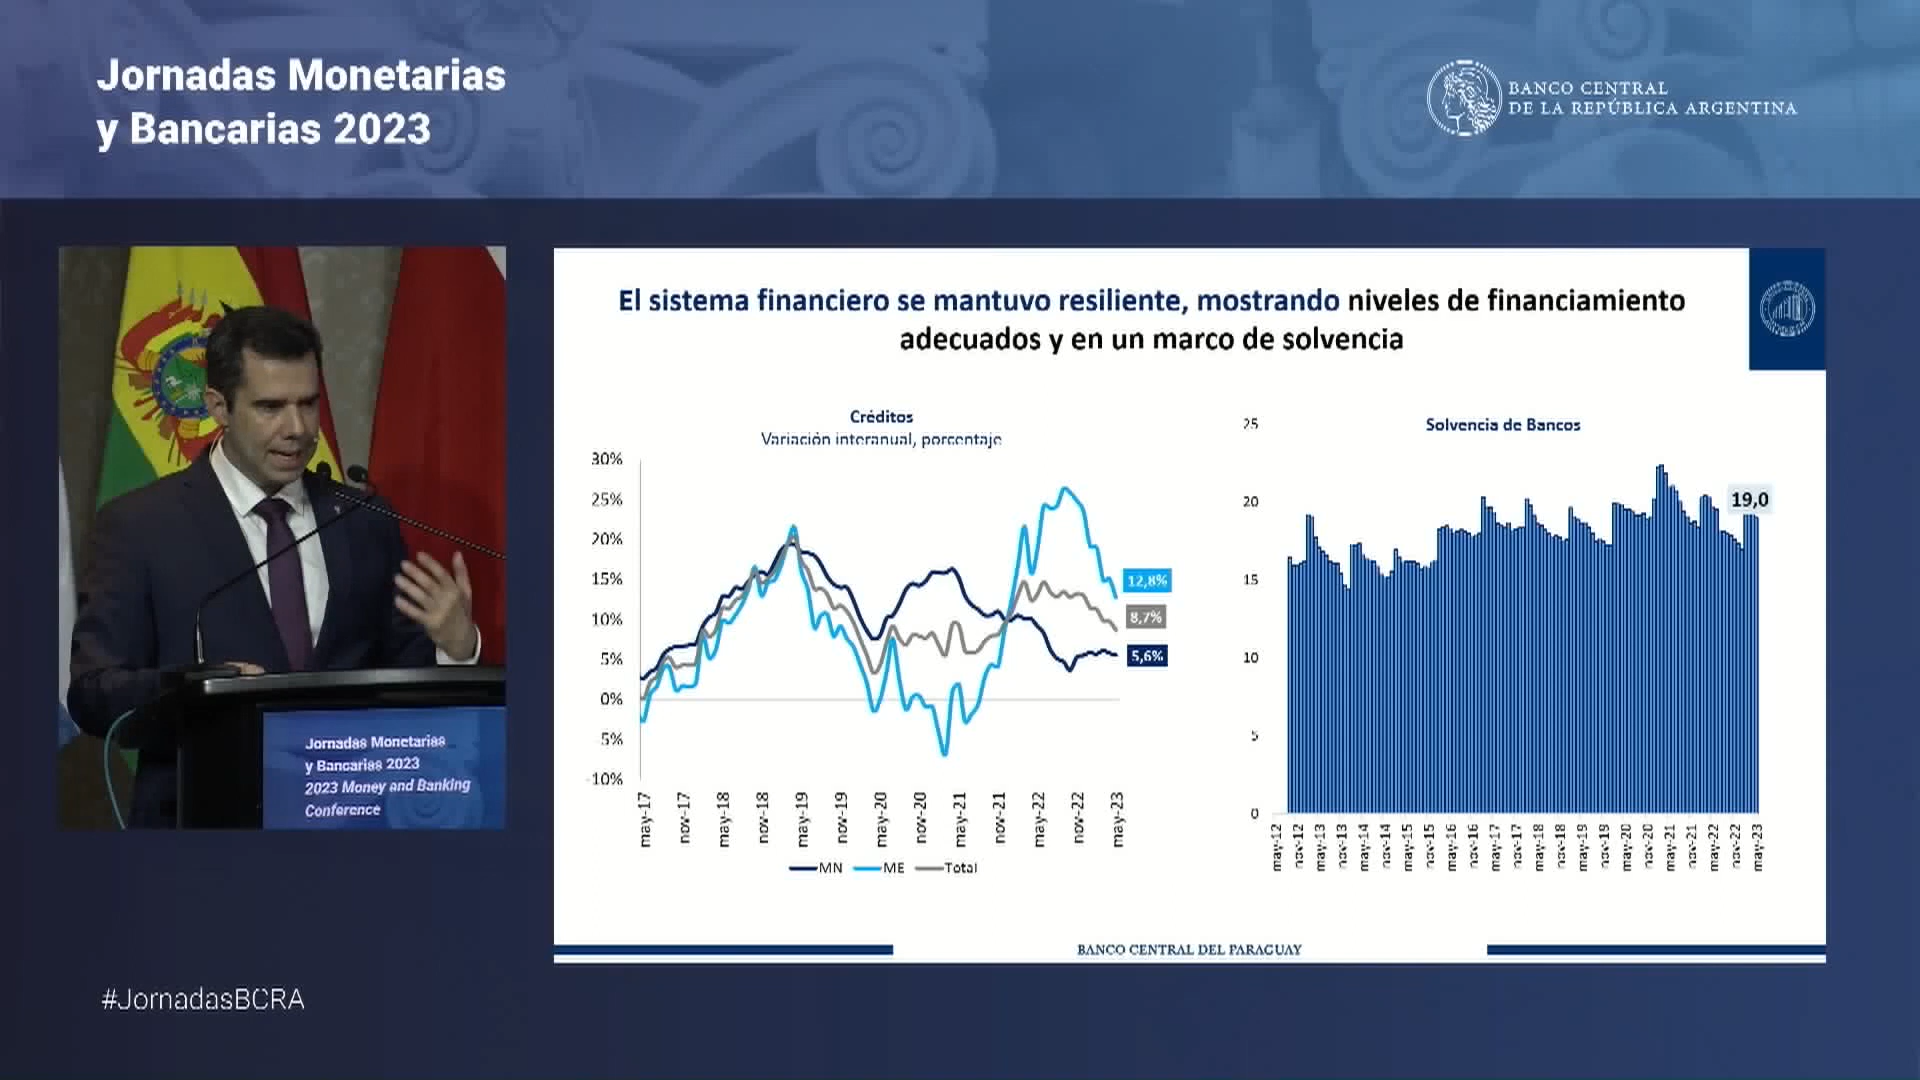 Jornadas Monetarias
y Bancarias 2023
BANCO CENTRAL
DE LA REPÚBLICA ARGENTINA
Jornadas Monetarias
y Bancarias 2023
2023 Money and Banking
Conference
#JornadasBCRA
El sistema financiero se mantuvo resiliente, mostrando niveles de financiamiento
adecuados y en un marco de solvencia
Créditos
Variación interanual, porcentaje
30%
25%
20%
15%
10%
5%
0%
5%
-10%
12,8%
8,7%
5,6%
may-17
nov-17
may-18
nov-18
may-19
nov-19
may-20
nov-20
may-21
nov-21
may-22
nov-22
may-23
MN ME Total
Solvencia de Bancos
25
20
15
10
5
0
19,0
may-12
nov-12
may-13
nov-13
may-14
nov-14
may-15
nov-15
may-16
nov-16
may-17
nov-17
may-18
nov-18
may-19
nov-19
may-20
nov-20
may-21
nov-21
may-22
nov-22
may-23
BANCO CENTRAL DEL PARAGUAY